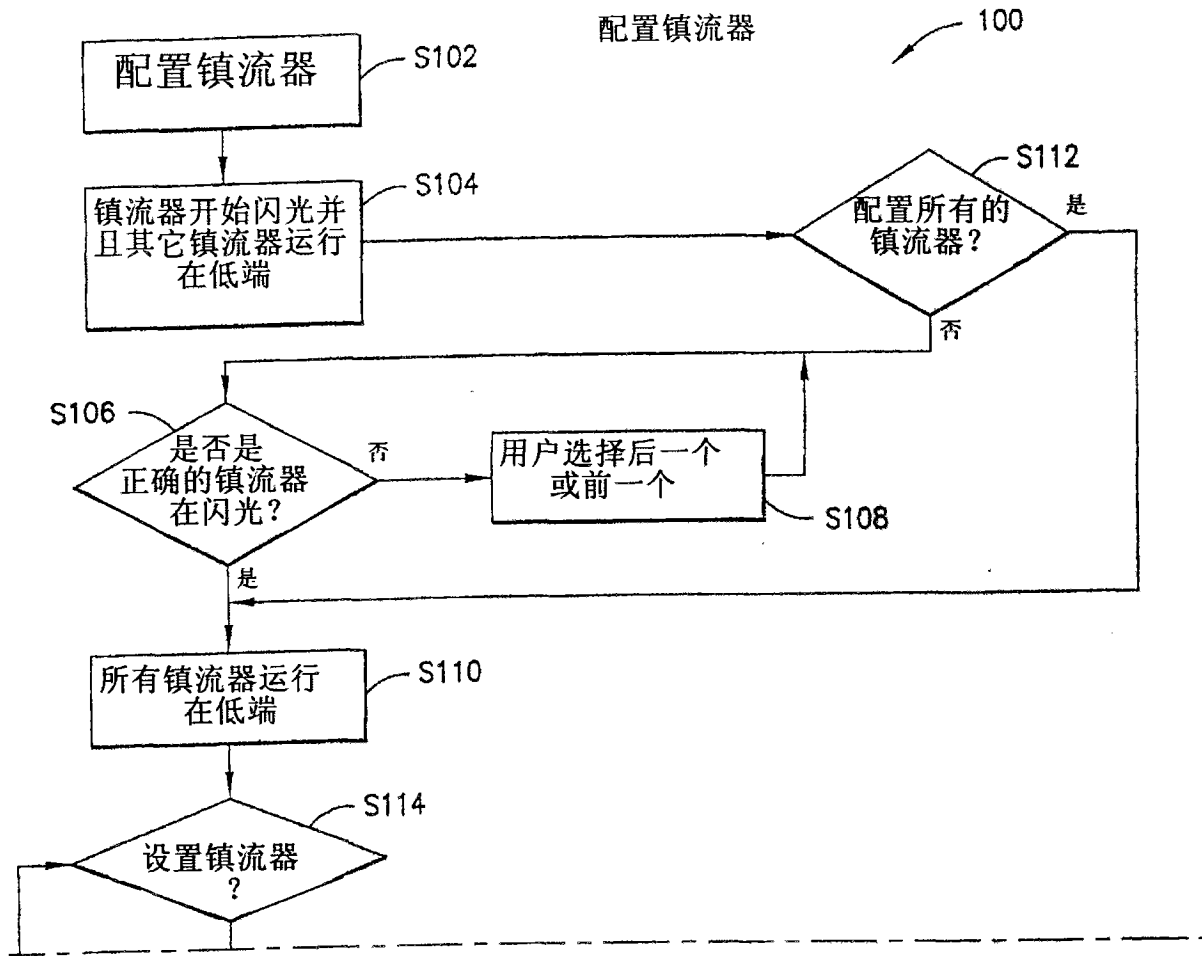 配置镇流器
100
配置镇流器
S102
镇流器开始闪光并
且其它镇流器运行
在低端
S104
配置所有的
镇流器?
S112
是
否
S106
是否是
正确的镇流器
在闪光?
否
用户选择后一个
或前一个
S108
是
所有镇流器运行
在低端
S110
设置镇流器
?
S114